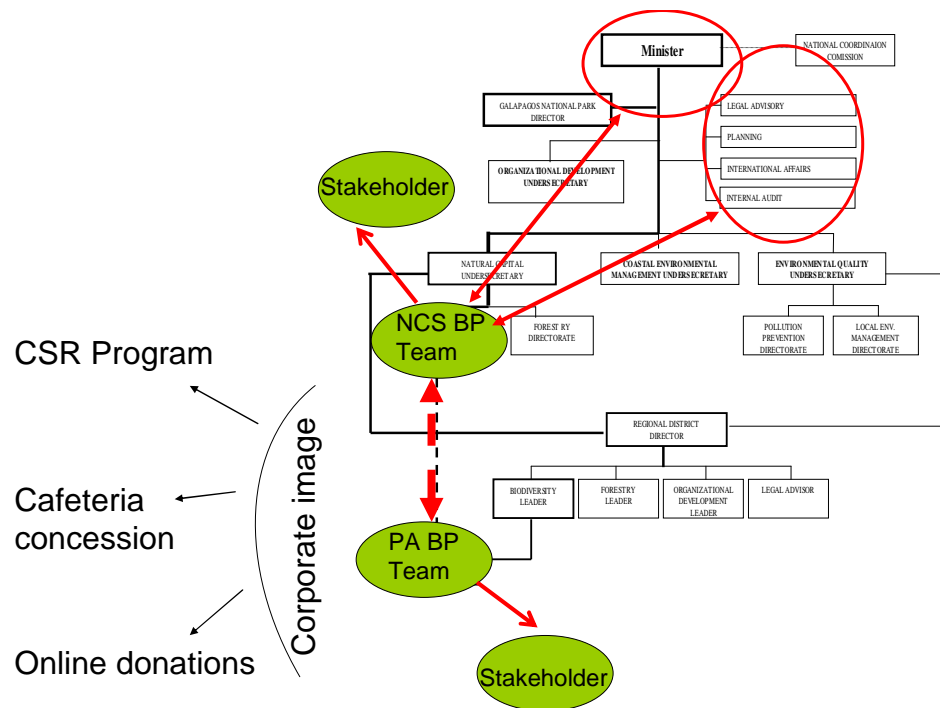 Minister
NATIONAL COORDINAION
COMISSION
GALAPAGOS NATIONAL PARK
DIRECTOR
LEGAL ADVISORY
PLANNING
INTERNATIONAL AFFAIRS
INTERNAL AUDIT
ORGANIZATIONAL DEVELOPMENT
UNDERSECRETARY
Stakeholder
NATURAL CAPITAL
UNDERSECRETARY
COASTAL ENVIRONMENTAL
MANAGEMENT UNDERSECRETARY
ENVIRONMENTAL QUALITY
UNDERSECRETARY
NCS BP
Team
FOREST RY
DIRECTORATE
POLLUTION
PREVENTION
DIRECTORATE
LOCAL ENV.
MANAGEMENT
DIRECTORATE
CSR Program
Cafeteria
concession
Online donations
Corporate image
REGIONAL DISTRICT
DIRECTOR
BIODIVERSITY
LEADER
FORESTRY
LEADER
ORGANIZATIONAL
DEVELOPMENT
LEADER
LEGAL ADVISOR
PA BP
Team
Stakeholder